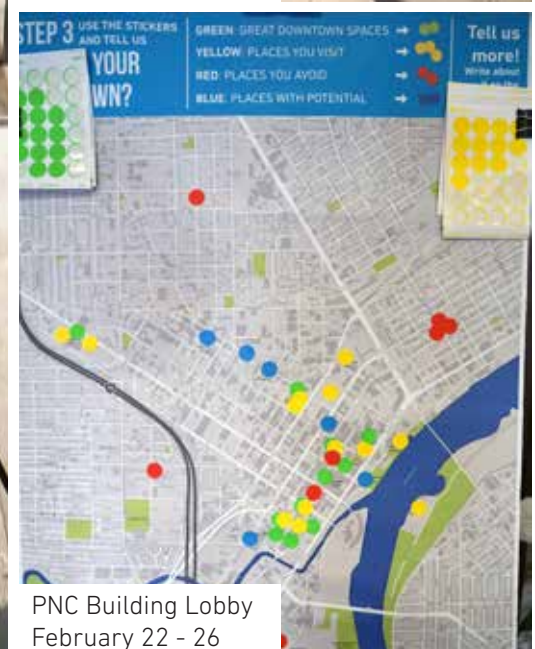 STEP 3 USE THE STICKERS
AND TELL US
YOUR
WN?
GREEN: GREAT DOWNTOWN SPACES
YELLOW: PLACES YOU VISIT
RED: PLACES YOU AVOID
BLUE: PLACES WITH POTENTIAL
Tell us
more!
Write about
PNC Building Lobby
February 22 - 26